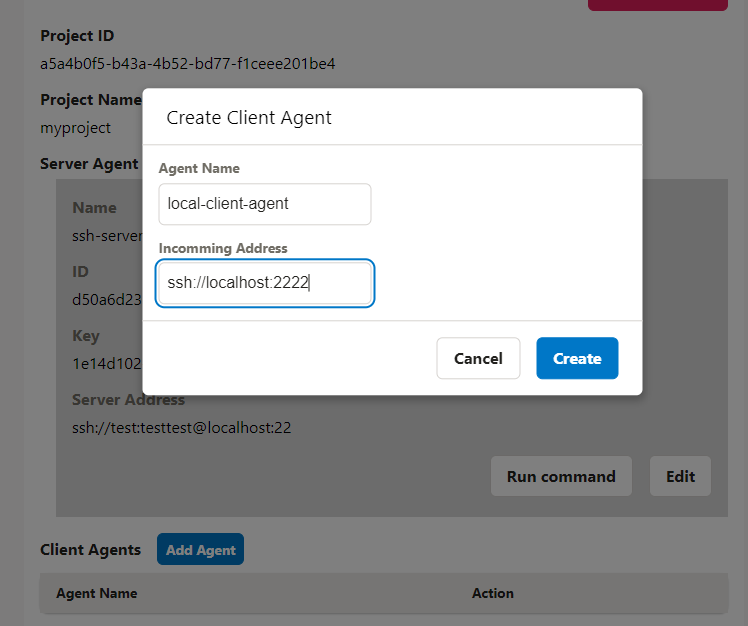 Project ID
a5a4b0f5-b43a-4b52-bd77-f1ceee201be4
Project Name
myproject
Server Agent
Name
ssh-server
ID
d50a6d23
Key
1e14d102
Server Address
ssh://test:testtest@localhost:22
Run command Edit
Create Client Agent
Agent Name
local-client-agent
Incomming Address
ssh://localhost:2222
Cancel Create
Client Agents Add Agent
Agent Name Action